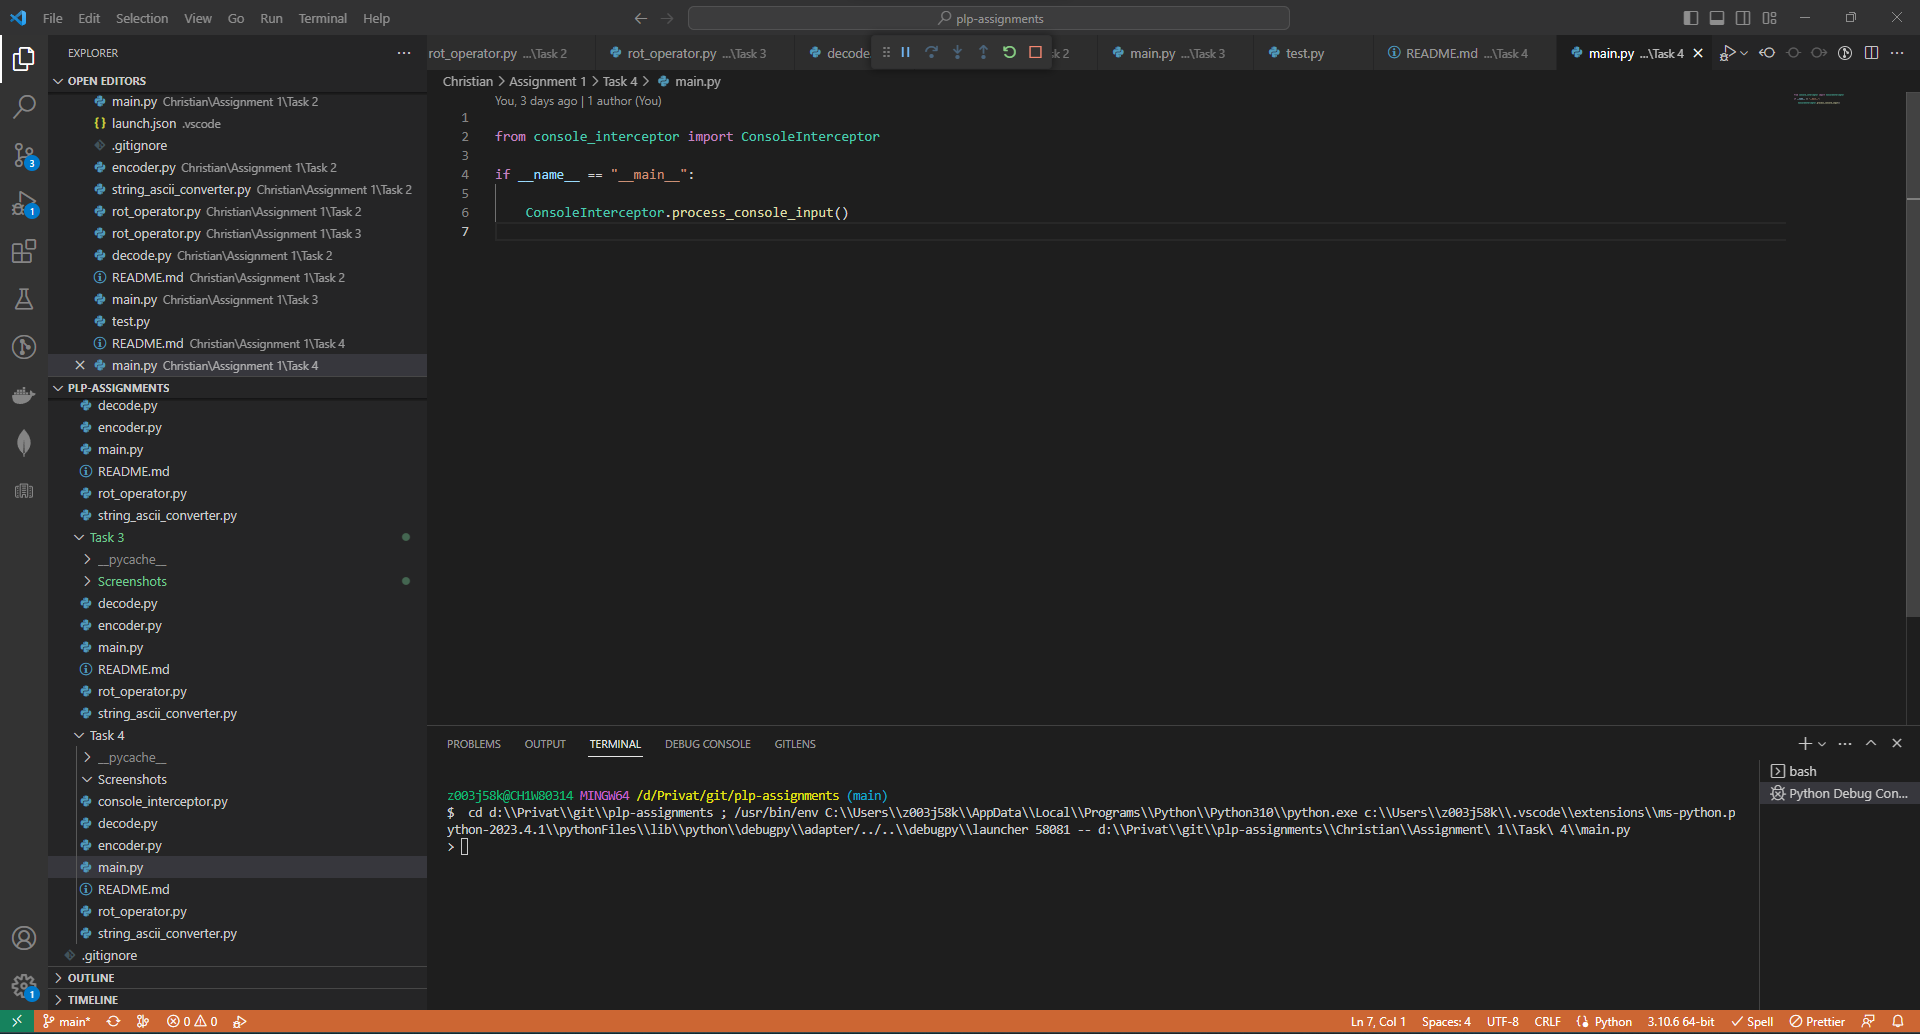 File Edit Selection View Go Run Terminal Help
plp-assignments
EXPLORER
OPEN EDITORS
main.py Christian\Assignment 1\Task 2
launch.json .vscode
.gitignore
encoder.py Christian\Assignment 1\Task 2
string_ascii_converter.py Christian\Assignment 1\Task 2
rot_operator.py Christian\Assignment 1\Task 2
rot_operator.py Christian\Assignment 1\Task 3
decode.py Christian\Assignment 1\Task 2
README.md Christian\Assignment 1\Task 2
main.py Christian\Assignment 1\Task 3
test.py
README.md Christian\Assignment 1\Task 4
main.py Christian\Assignment 1\Task 4
PLP-ASSIGNMENTS
decode.py
encoder.py
main.py
README.md
rot_operator.py
string_ascii_converter.py
Task 3
__pycache__
Screenshots
decode.py
encoder.py
main.py
README.md
rot_operator.py
string_ascii_converter.py
Task 4
__pycache__
Screenshots
console_interceptor.py
decode.py
encoder.py
main.py
README.md
rot_operator.py
string_ascii_converter.py
.gitignore
OUTLINE
TIMELINE
3
1
1
rot_operator.py ...\Task 2 rot_operator.py ...\Task 3 decode sk 2 main.py ...\Task 3 test.py README.md ...\Task 4 main.py ...\Task 4
Christian > Assignment 1 > Task 4 > main.py
You, 3 days ago | 1 author (You)
1
2 from console_interceptor import ConsoleInterceptor
3
4 if __name__ == "__main__":
5
6 ConsoleInterceptor.process_console_input()
7
PROBLEMS OUTPUT TERMINAL DEBUG CONSOLE GITLENS
z003j58k@CH1W80314 MINGW64 /d/Privat/git/plp-assignments (main)
$ cd d:\\Privat\\git\\plp-assignments ; /usr/bin/env C:\\Users\\z003j58k\\AppData\\Local\\Programs\\Python\\Python310\\python.exe c:\\Users\\z003j58k\\.vscode\\extensions\\ms-python.p
ython-2023.4.1\\pythonFiles\\lib\\python\\debugpy\\adapter/../..\\debugpy\\launcher 58081 -- d:\\Privat\\git\\plp-assignments\\Christian\\Assignment\ 1\\Task\ 4\\main.py
>
bash
Python Debug Con...
main* 0 0 Ln 7, Col 1 Spaces: 4 UTF-8 CRLF Python 3.10.6 64-bit Spell Prettier